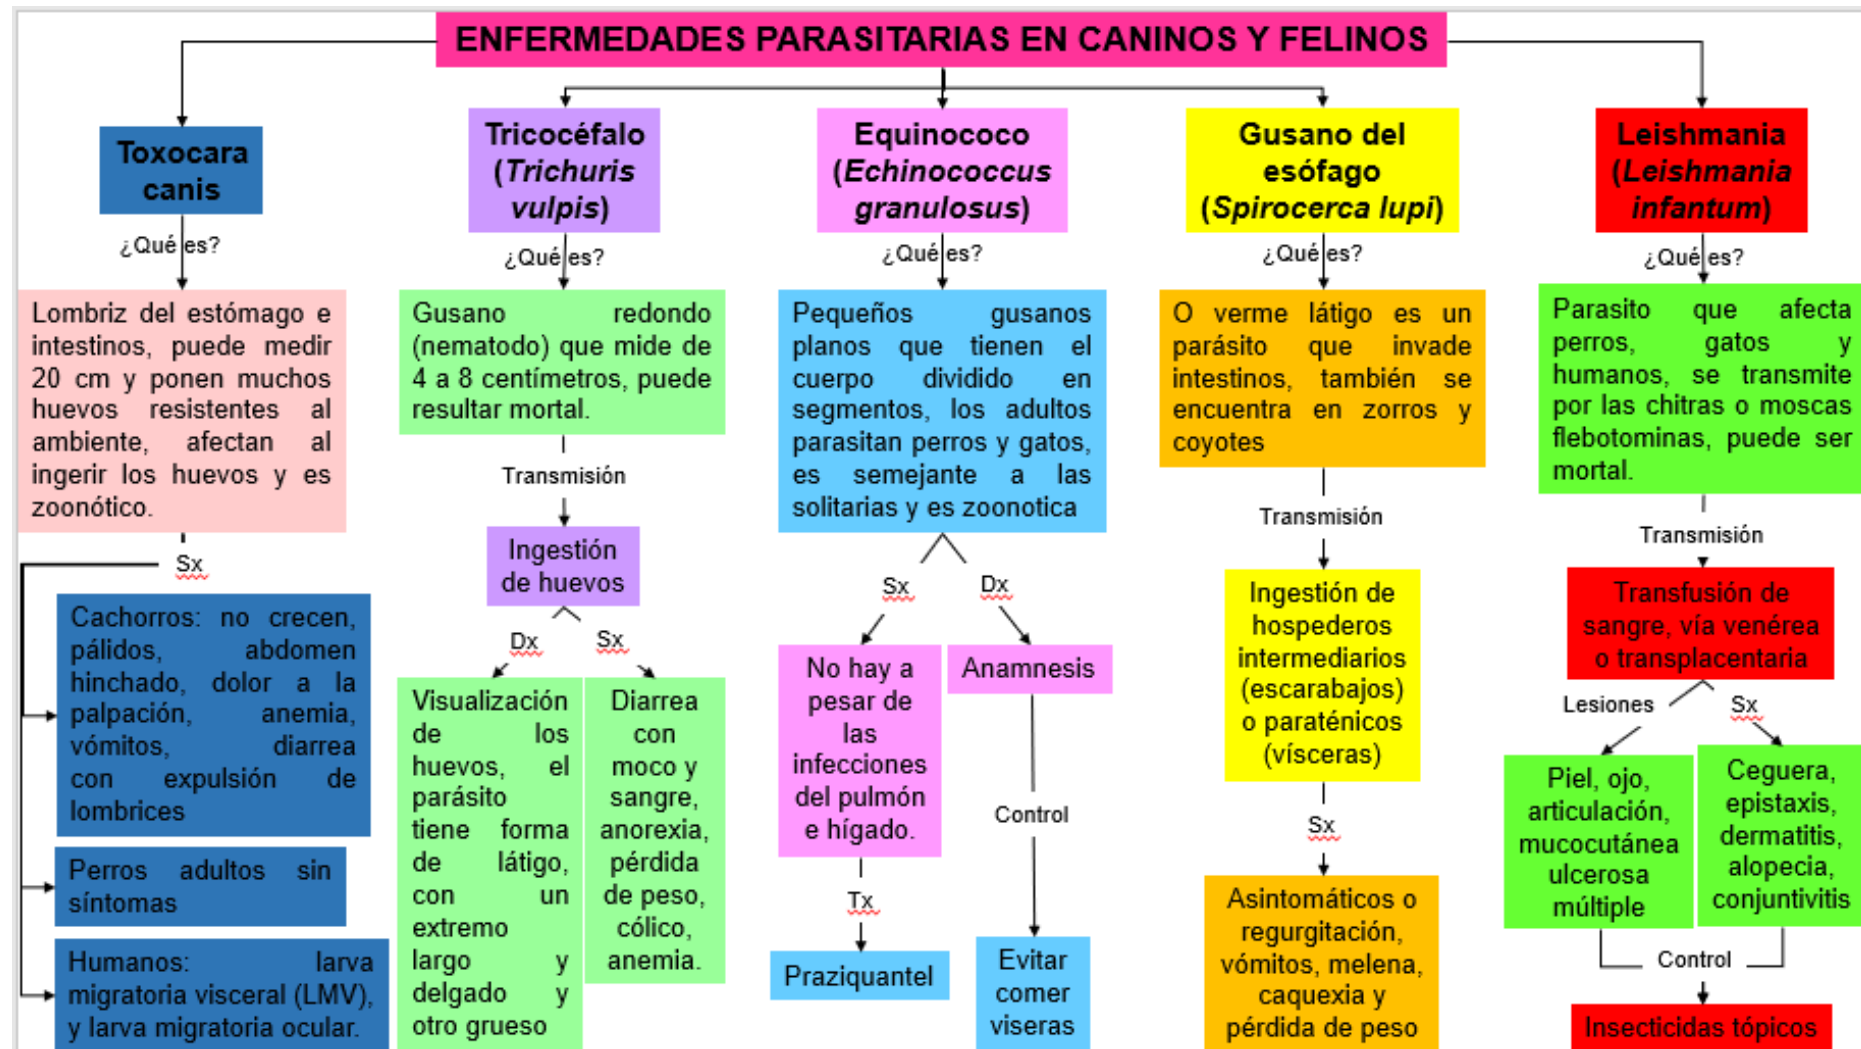 ENFERMEDADES PARASITARIAS EN CANINOS Y FELINOS
Toxocara
canis
¿Qué es?
Lombriz del estómago e
intestinos, puede medir
20 cm y ponen muchos
huevos resistentes al
ambiente, afectan al
ingerir los huevos y es
zoonótico.
Sx
Cachorros: no crecen,
pálidos, abdomen
hinchado, dolor a la
palpación, anemia,
vómitos, diarrea
con expulsión de
lombrices
Perros adultos sin
síntomas
Humanos: larva
migratoria visceral (LMV),
y larva migratoria ocular.
Tricocéfalo
(Trichuris
vulpis)
¿Qué es?
Gusano redondo
(nematodo) que mide de
4 a 8 centímetros, puede
resultar mortal.
Transmisión
Ingestión
de huevos
Dx
Sx
Visualización
de los
huevos, el
parásito
tiene forma
de látigo,
con un
extremo
largo y
delgado y
otro grueso
Diarrea
con
moco y
sangre,
anorexia,
pérdida
de peso,
cólico,
anemia.
Equinococo
(Echinococcus
granulosus)
¿Qué es?
Pequeños gusanos
planos que tienen el
cuerpo dividido en
segmentos, los adultos
parasitan perros y gatos,
es semejante a las
solitarias y es zoonotica
Sx
Dx
No hay a
pesar de
las
infecciones
del pulmón
e hígado.
Tx
Praziquantel
Anamnesis
Control
Evitar
comer
viseras
Gusano del
esófago
(Spirocerca lupi)
¿Qué es?
O verme látigo es un
parásito que invade
intestinos, también se
encuentra en zorros y
coyotes
Transmisión
Ingestión de
hospederos
intermediarios
(escarabajos)
o paraténicos
(vísceras)
Sx
Asintomáticos o
regurgitación,
vómitos, melena,
caquexia y
pérdida de peso
Leishmania
(Leishmania
infantum)
¿Qué es?
Parasito que afecta
perros, gatos y
humanos, se transmite
por las chitras o moscas
flebotominas, puede ser
mortal.
Transmisión
Transfusión de
sangre, vía venérea
o transplacentaria
Lesiones
Sx
Piel, ojo,
articulación,
mucocutánea
ulcerosa
múltiple
Ceguera,
epistaxis,
dermatitis,
alopecia,
conjuntivitis
Control
Insecticidas tópicos